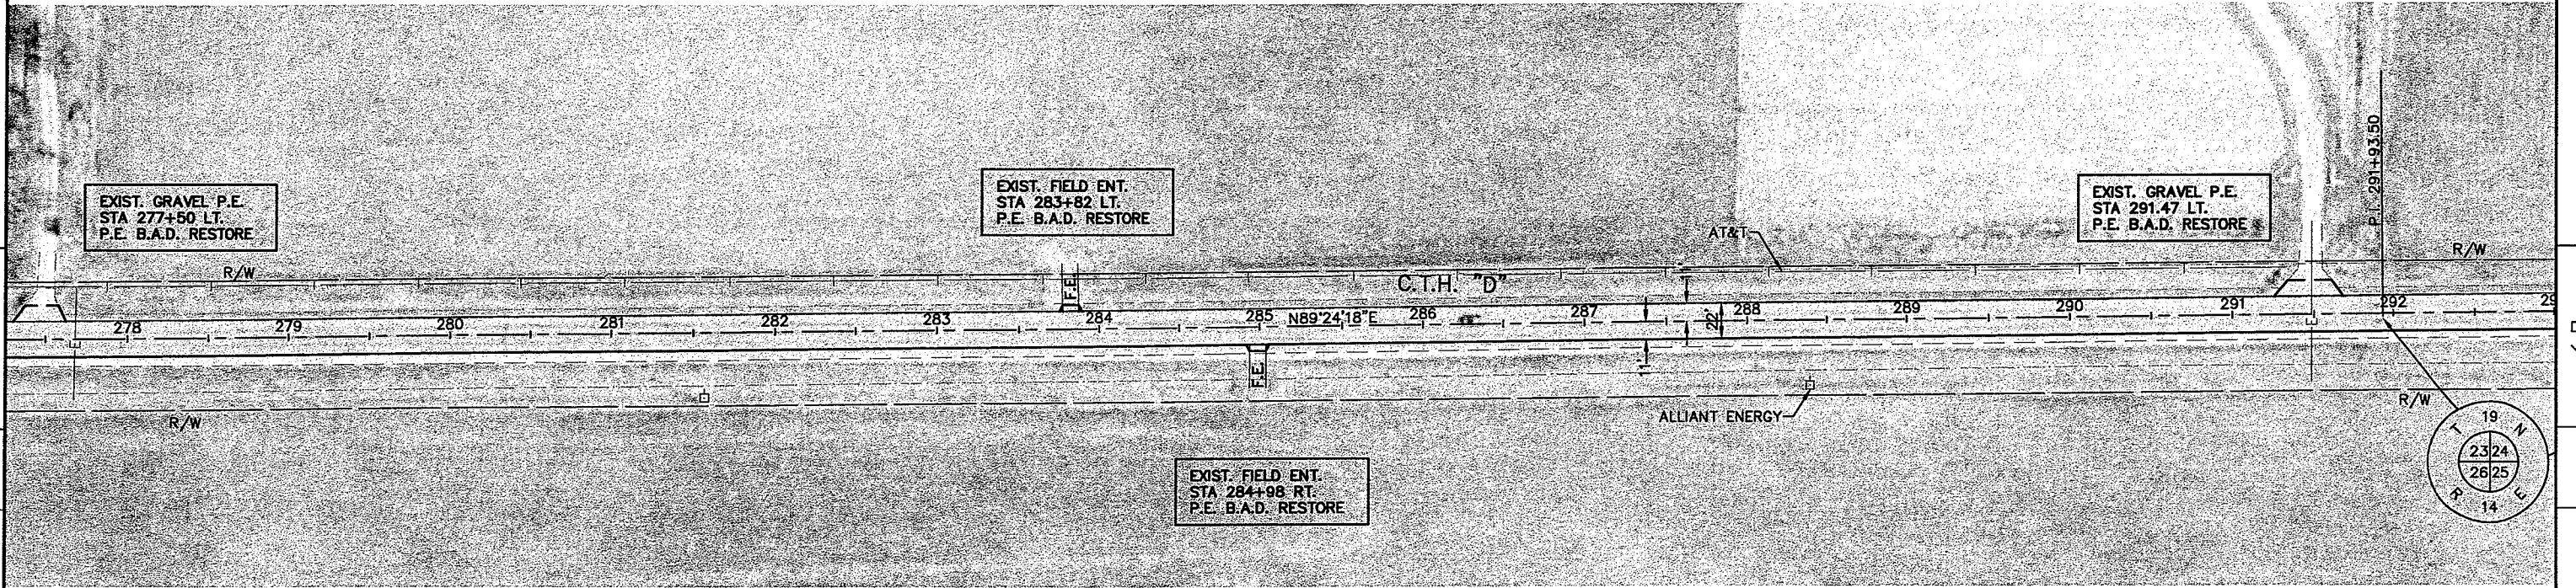 EXIST. GRAVEL P.E.
STA 277+50 LT.
P.E. B.A.D. RESTORE
EXIST. FIELD ENT.
STA 283+82 LT.
P.E. B.A.D. RESTORE
EXIST. GRAVEL P.E.
STA 291.47 LT.
P.E. B.A.D. RESTORE
P.I. 291+93.50
AT&T
R/W
R/W
F.E.
C.T.H. "D"
11'
278 279 280 281 282 283 284 285 N89°24'18"E 286 287 288 289 290 291 292 29
22'
E
E
F.E.
11'
R/W
ALLIANT ENERGY
R/W
EXIST. FIELD ENT.
STA 284+98 RT.
P.E. B.A.D. RESTORE
19
T N
23 24
26 25
R E
14